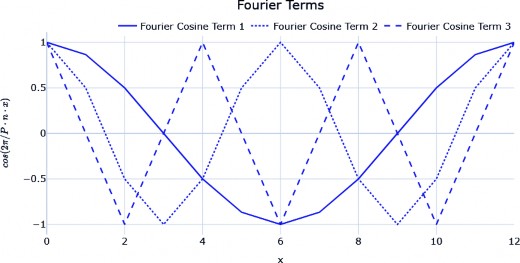 Fourier Terms
Fourier Cosine Term 1 Fourier Cosine Term 2 Fourier Cosine Term 3
1
0.5
0
−0.5
−1
cos(2π/P · n · x)
0 2 4 6 8 10 12
x